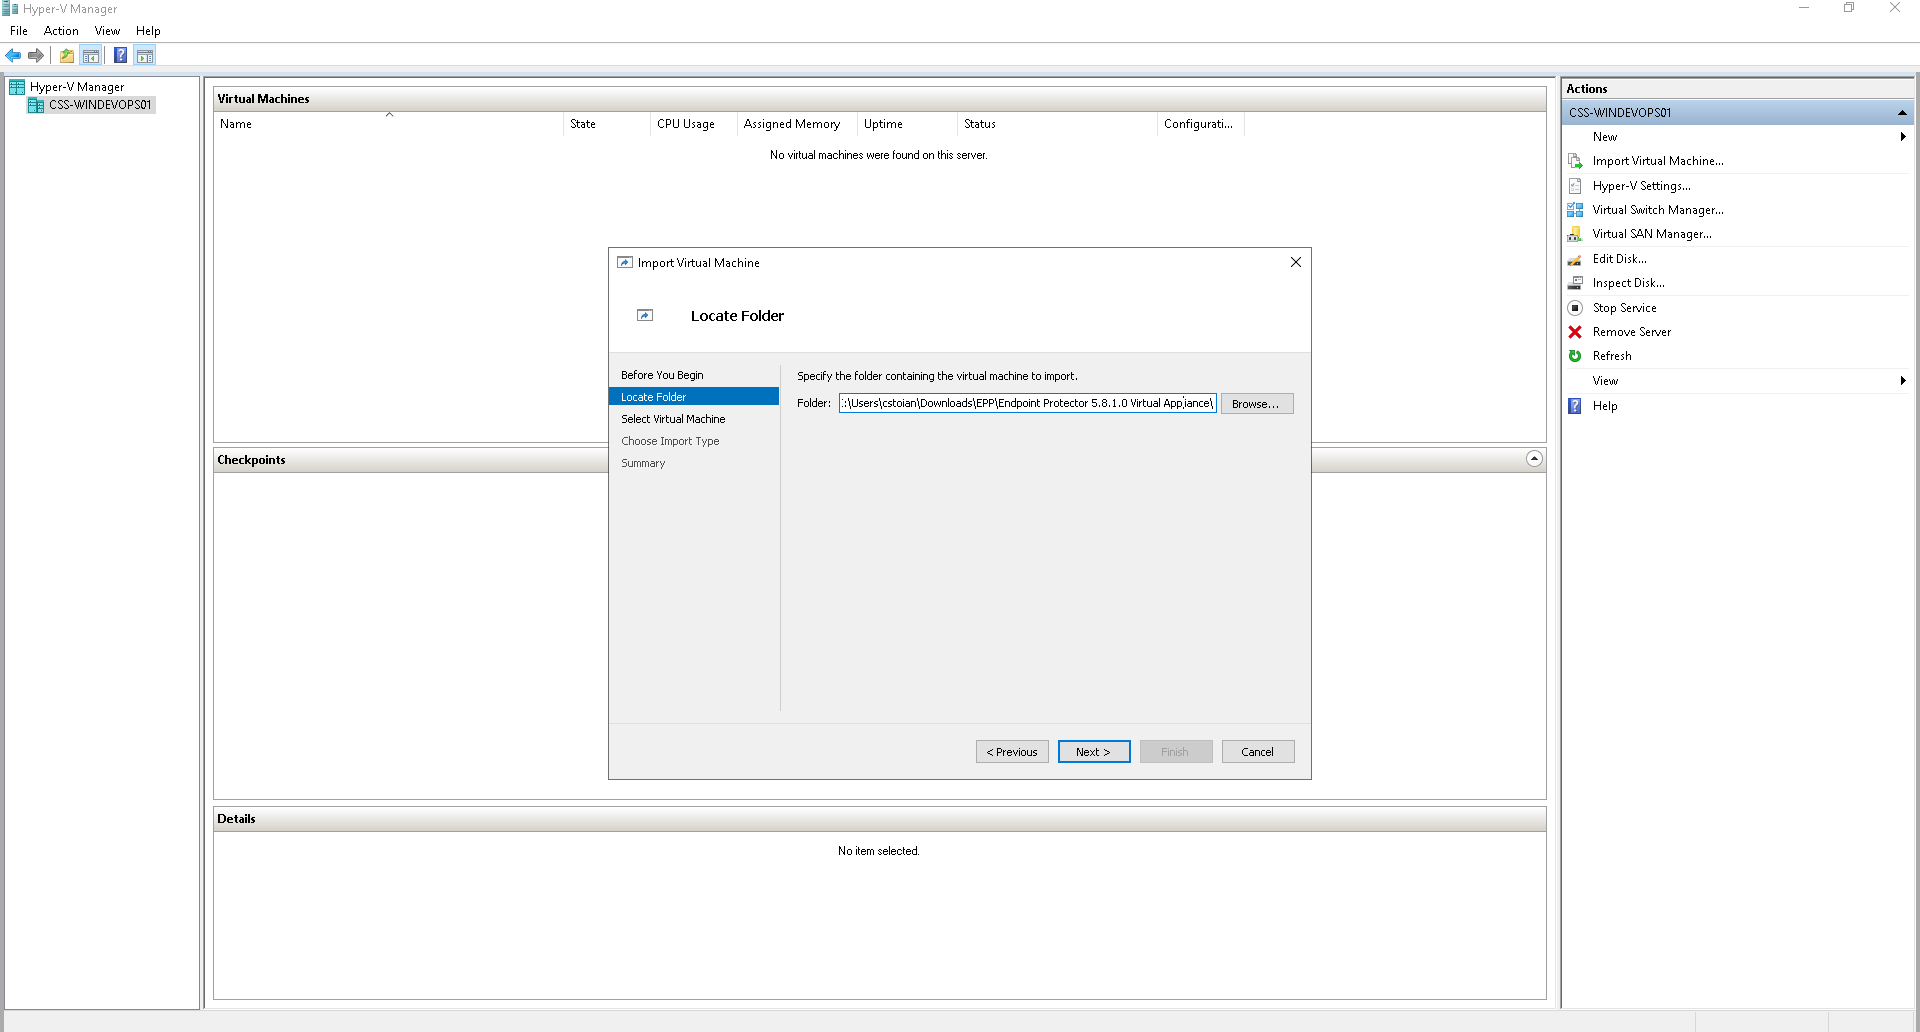 Hyper-V Manager
File Action View Help
Hyper-V Manager
CSS-WINDEVOPS01
Virtual Machines
Name State CPU Usage Assigned Memory Uptime Status Configurati...
No virtual machines were found on this server.
Import Virtual Machine
Locate Folder
Before You Begin
Locate Folder
Select Virtual Machine
Choose Import Type
Summary
Specify the folder containing the virtual machine to import.
Folder: :\Users\cstoian\Downloads\EPP\Endpoint Protector 5.8.1.0 Virtual Appliance\ Browse...
< Previous Next > Finish Cancel
Checkpoints
Details
No item selected.
Actions
CSS-WINDEVOPS01
New
Import Virtual Machine...
Hyper-V Settings...
Virtual Switch Manager...
Virtual SAN Manager...
Edit Disk...
Inspect Disk...
Stop Service
Remove Server
Refresh
View
Help